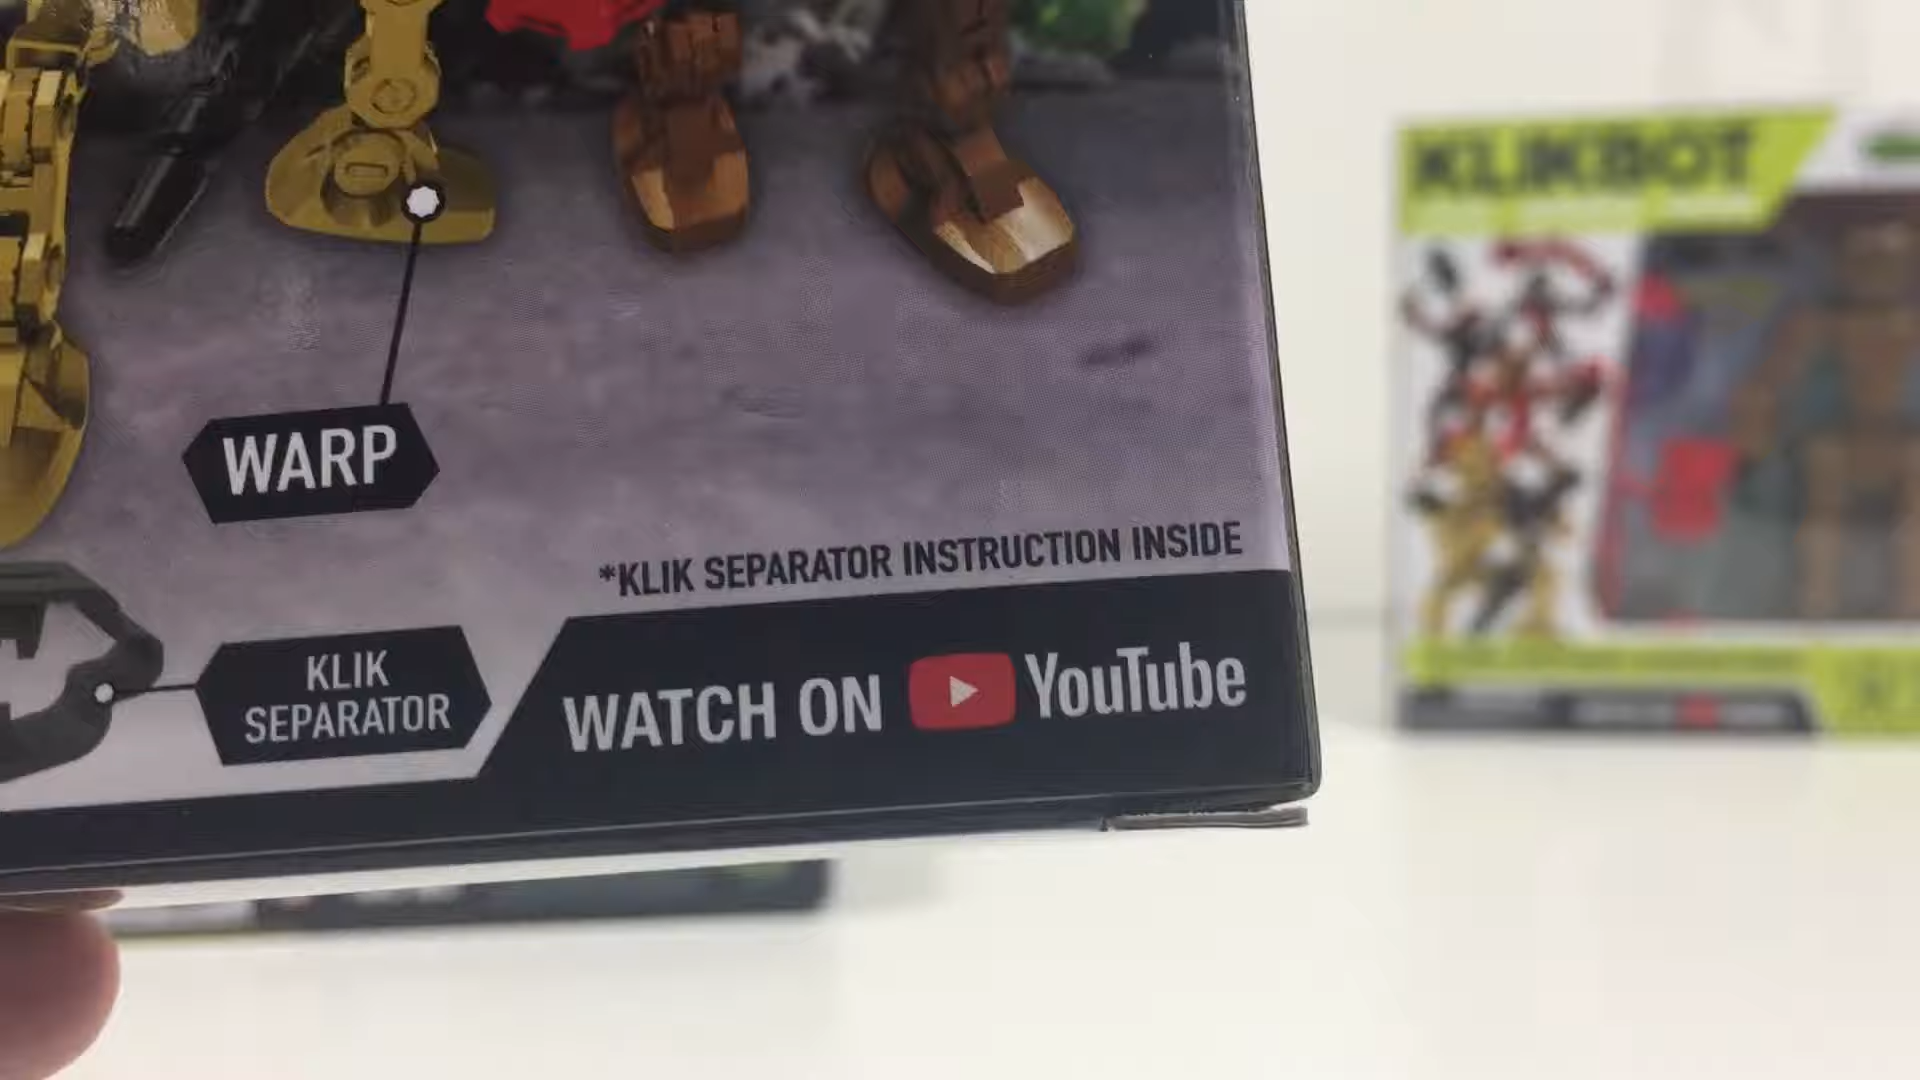 KLIKBOT
WARP
*KLIK SEPARATOR INSTRUCTION INSIDE
KLIK
SEPARATOR
WATCH ON YouTube